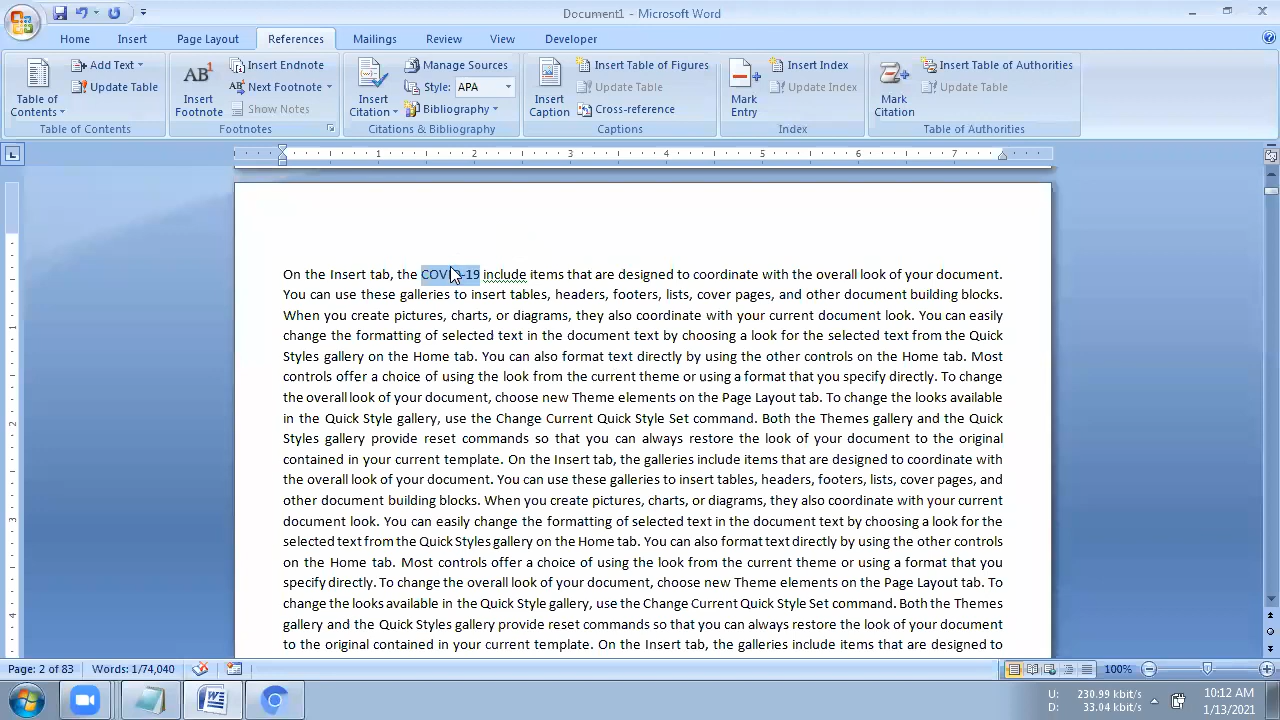 Document1 - Microsoft Word
Home Insert Page Layout References Mailings Review View Developer
Table of Contents
Add Text
Update Table
Table of Contents
AB¹
Insert Footnote
Insert Endnote
Next Footnote
Show Notes
Footnotes
Insert Citation
Manage Sources
Style: APA
Bibliography
Citations & Bibliography
Insert Caption
Insert Table of Figures
Update Table
Cross-reference
Captions
Mark Entry
Insert Index
Update Index
Index
Mark Citation
Insert Table of Authorities
Update Table
Table of Authorities
1 2 3 4 5 6 7
1
2
3
4
On the Insert tab, the COVID-19 include items that are designed to coordinate with the overall look of your document.
You can use these galleries to insert tables, headers, footers, lists, cover pages, and other document building blocks.
When you create pictures, charts, or diagrams, they also coordinate with your current document look. You can easily
change the formatting of selected text in the document text by choosing a look for the selected text from the Quick
Styles gallery on the Home tab. You can also format text directly by using the other controls on the Home tab. Most
controls offer a choice of using the look from the current theme or using a format that you specify directly. To change
the overall look of your document, choose new Theme elements on the Page Layout tab. To change the looks available
in the Quick Style gallery, use the Change Current Quick Style Set command. Both the Themes gallery and the Quick
Styles gallery provide reset commands so that you can always restore the look of your document to the original
contained in your current template. On the Insert tab, the galleries include items that are designed to coordinate with
the overall look of your document. You can use these galleries to insert tables, headers, footers, lists, cover pages, and
other document building blocks. When you create pictures, charts, or diagrams, they also coordinate with your current
document look. You can easily change the formatting of selected text in the document text by choosing a look for the
selected text from the Quick Styles gallery on the Home tab. You can also format text directly by using the other controls
on the Home tab. Most controls offer a choice of using the look from the current theme or using a format that you
specify directly. To change the overall look of your document, choose new Theme elements on the Page Layout tab. To
change the looks available in the Quick Style gallery, use the Change Current Quick Style Set command. Both the Themes
gallery and the Quick Styles gallery provide reset commands so that you can always restore the look of your document
to the original contained in your current template. On the Insert tab, the galleries include items that are designed to
Page: 2 of 83 Words: 1/74,040 100%
U: 230.99 kbit/s
D: 33.04 kbit/s
10:12 AM
1/13/2021